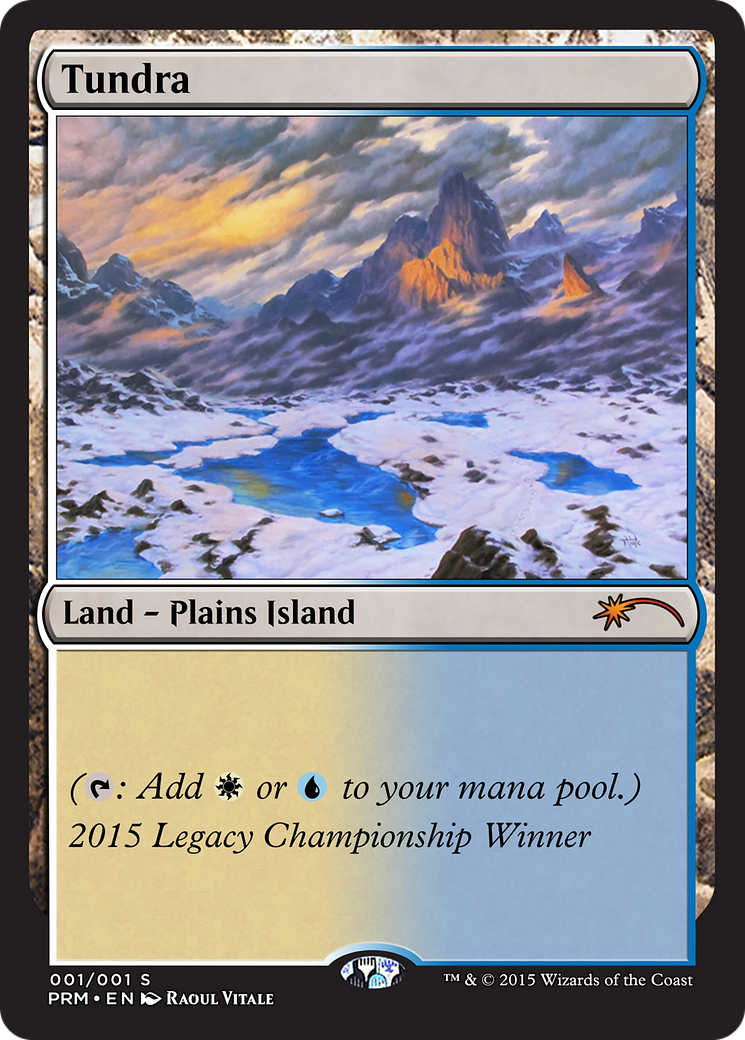 Tundra
Land – Plains Island
(: Add or to your mana pool.)
2015 Legacy Championship Winner
001/001 S
PRM • EN Raoul Vitale
™ & © 2015 Wizards of the Coast